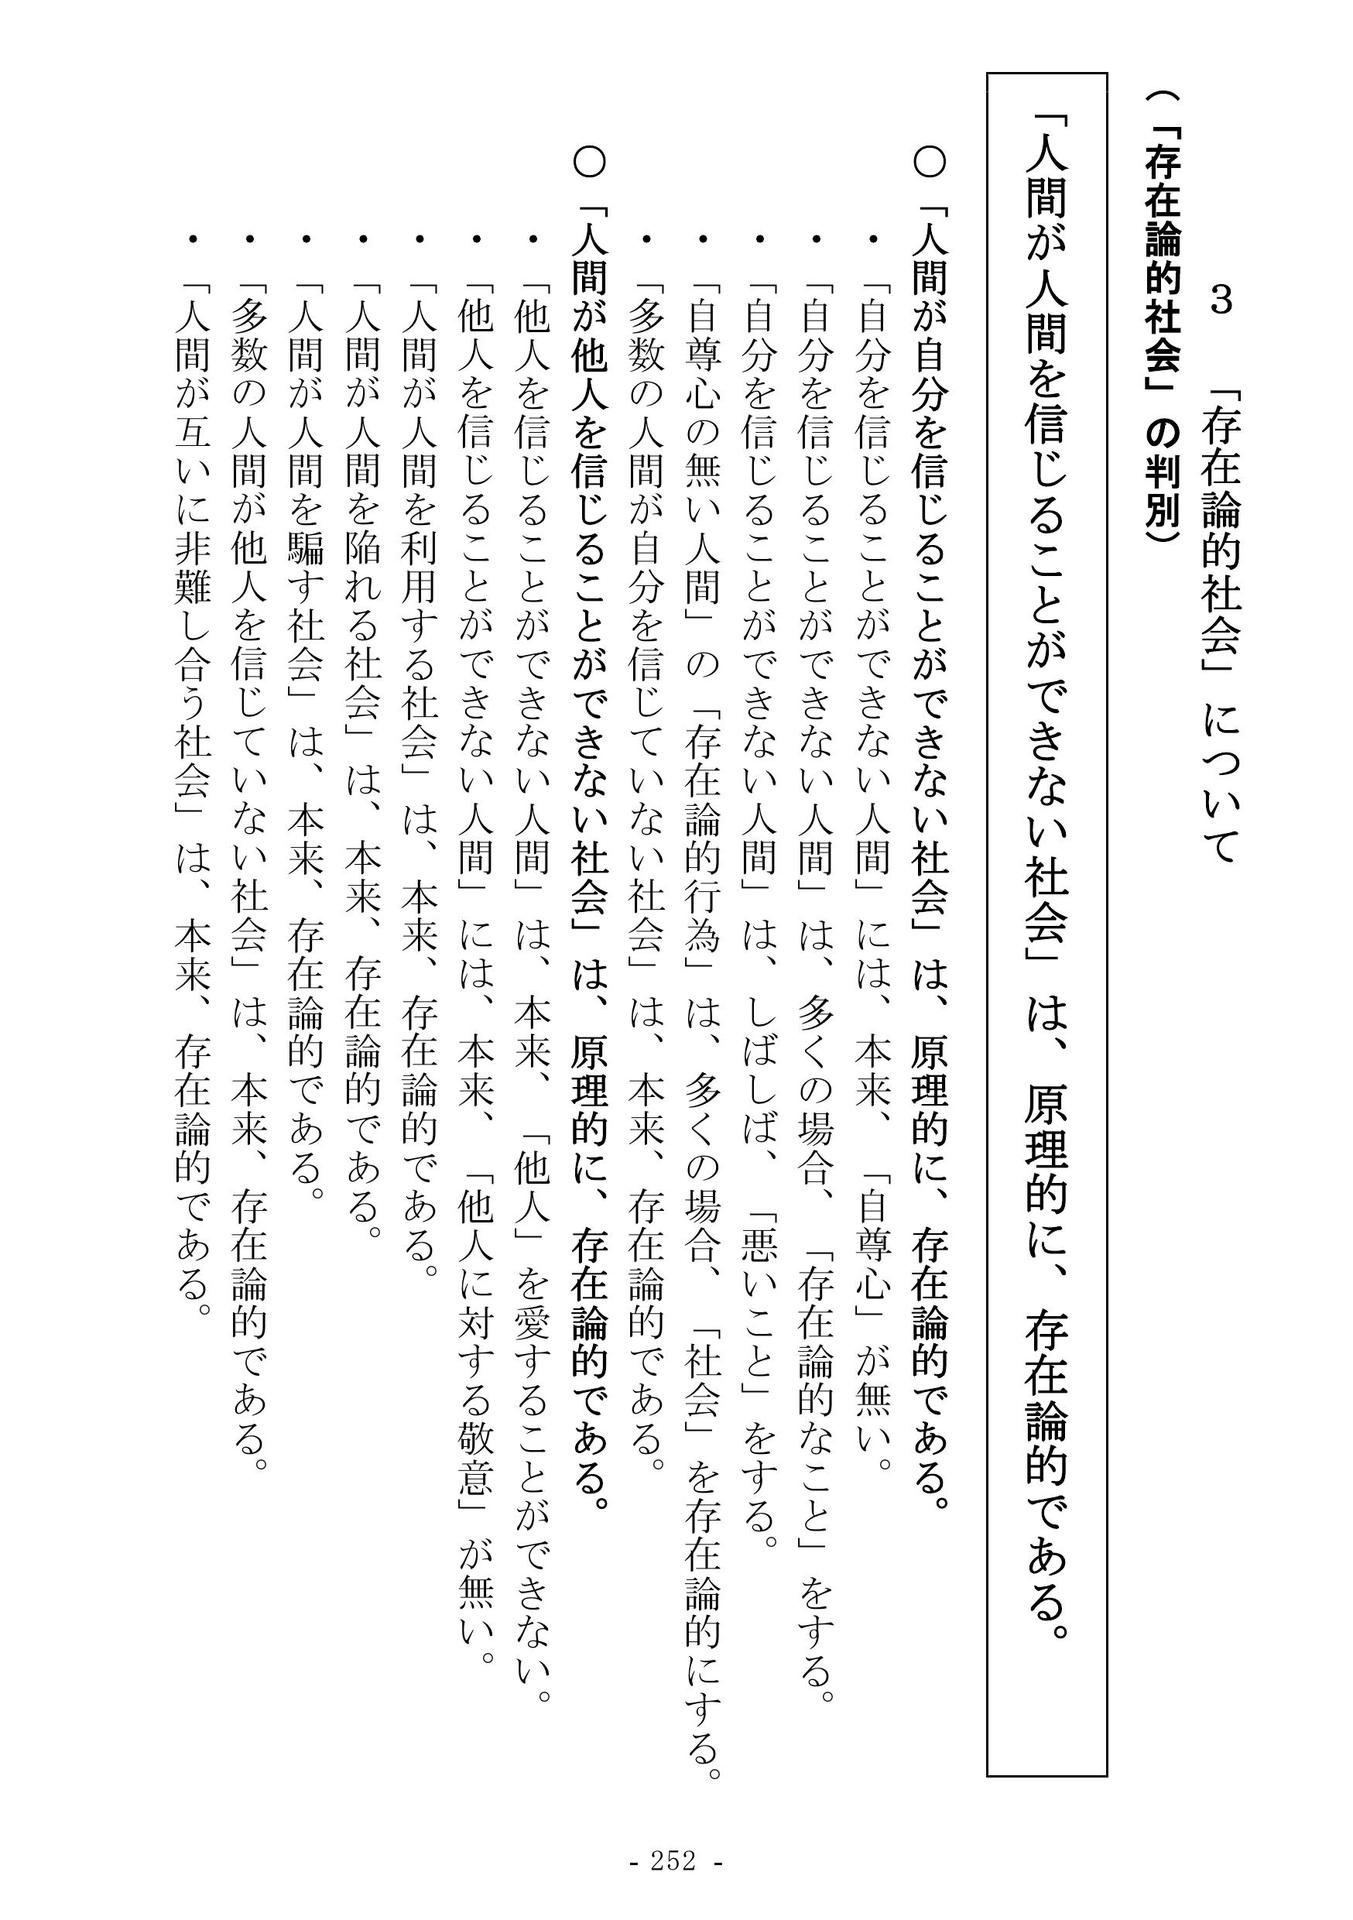 3　「存在論的社会」について
（「存在論的社会」の判別）
「人間が人間を信じることができない社会」は、原理的に、存在論的である。
○「人間が自分を信じることができない社会」は、原理的に、存在論的である。
・「自分を信じることができない人間」には、本来、「自尊心」が無い。
・「自分を信じることができない人間」は、多くの場合、「存在論的なこと」をする。
・「自分を信じることができない人間」は、しばしば、「悪いこと」をする。
・「自尊心の無い人間」の「存在論的行為」は、多くの場合、「社会」を存在論的にする。
・「多数の人間が自分を信じていない社会」は、本来、存在論的である。
○「人間が他人を信じることができない社会」は、原理的に、存在論的である。
・「他人を信じることができない人間」は、本来、「他人」を愛することができない。
・「他人を信じることができない人間」には、本来、「他人に対する敬意」が無い。
・「人間が人間を利用する社会」は、本来、存在論的である。
・「人間が人間を陥れる社会」は、本来、存在論的である。
・「人間が人間を騙す社会」は、本来、存在論的である。
・「多数の人間が他人を信じていない社会」は、本来、存在論的である。
・「人間が互いに非難し合う社会」は、本来、存在論的である。
- 252 -